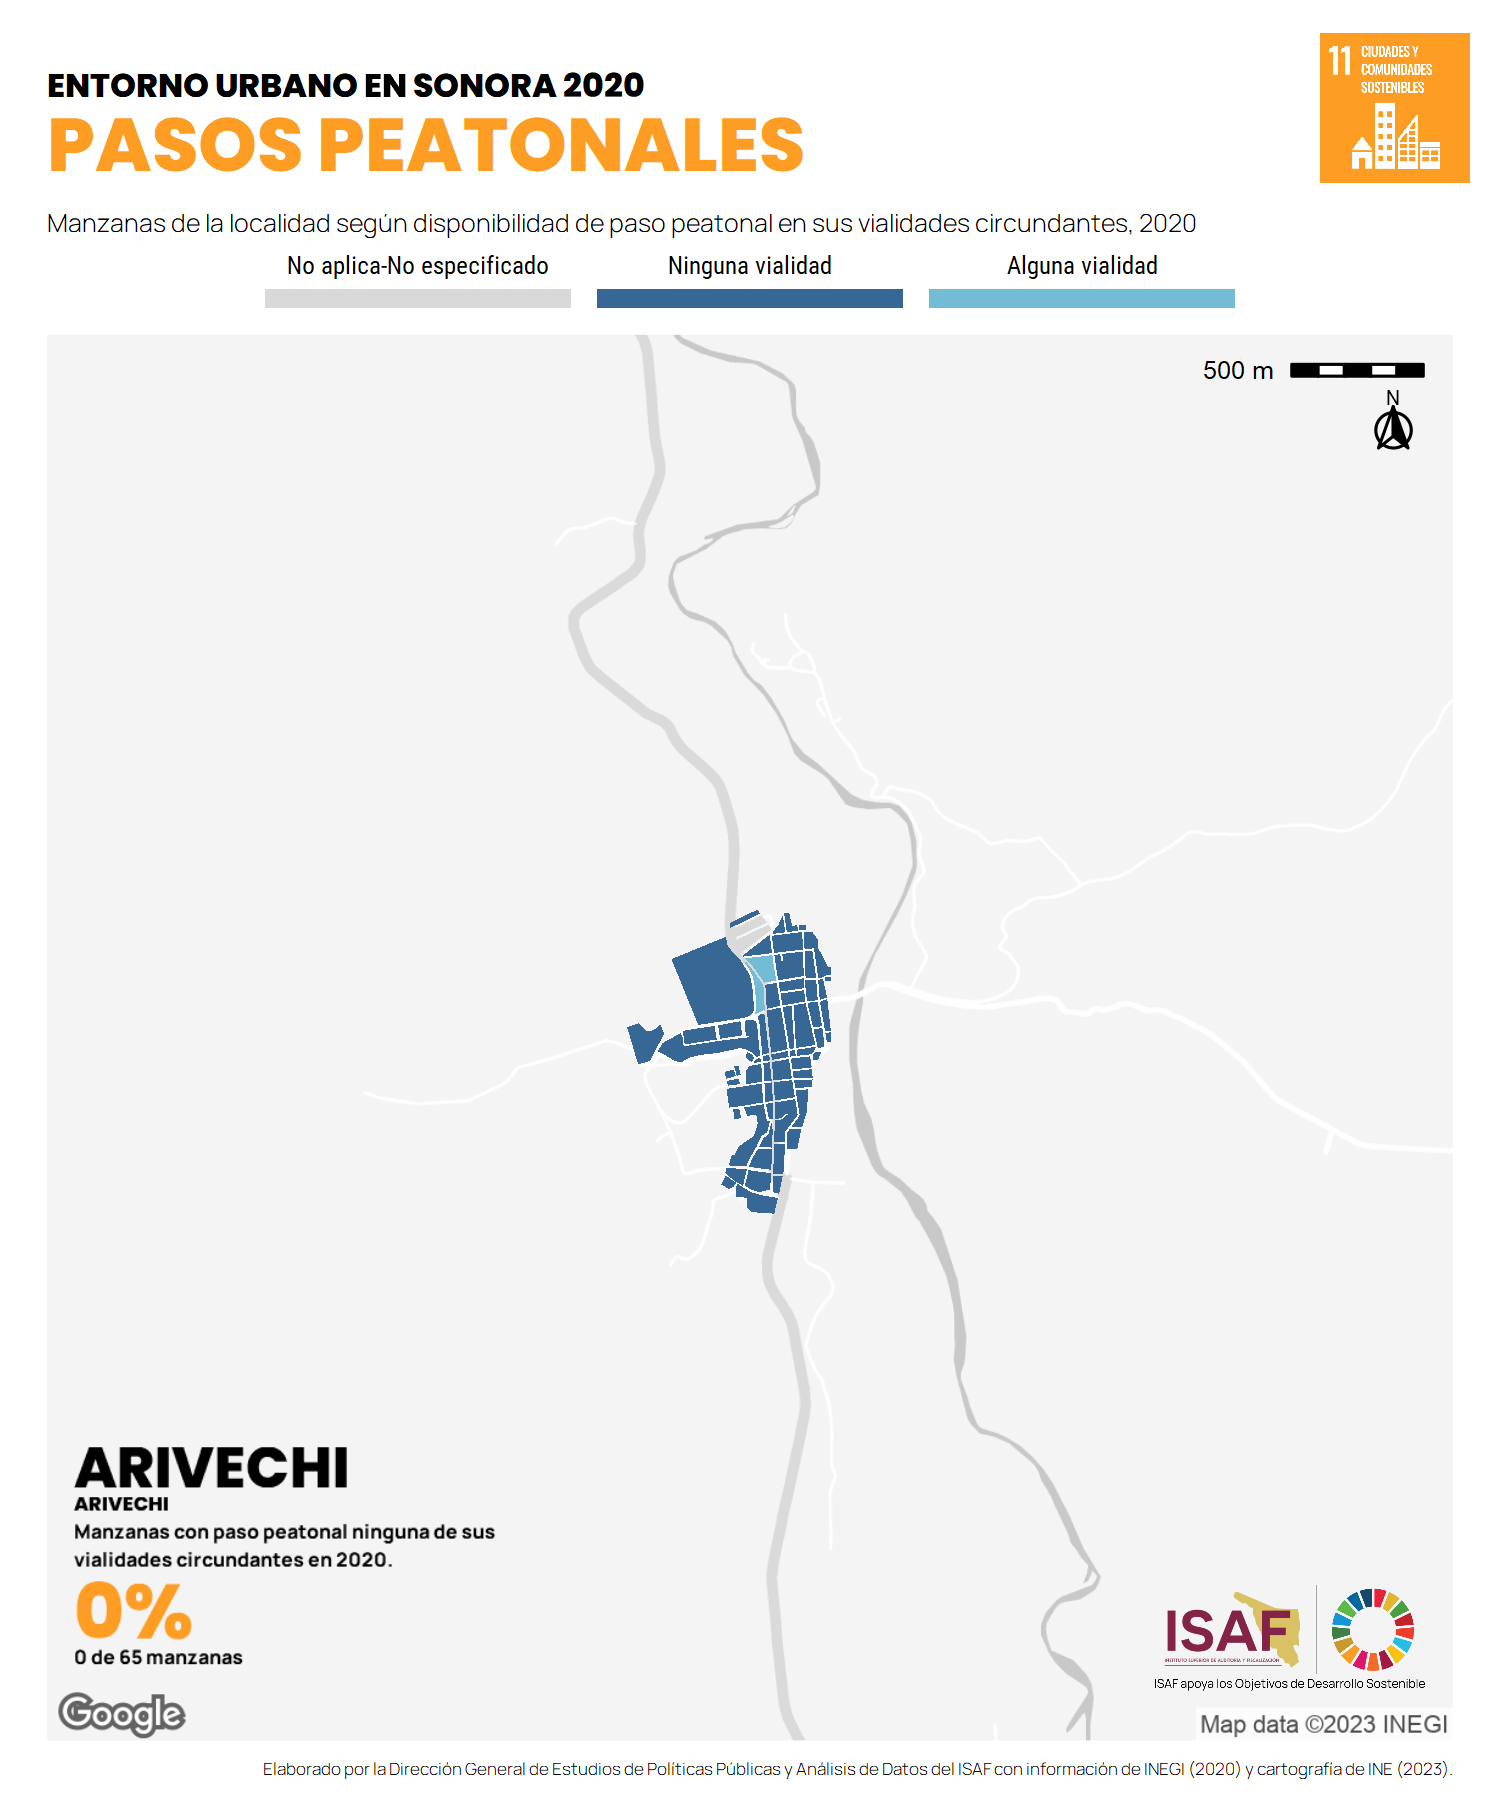 ENTORNO URBANO EN SONORA 2020
PASOS PEATONALES
11 CIUDADES Y
COMUNIDADES
SOSTENIBLES
Manzanas de la localidad según disponibilidad de paso peatonal en sus vialidades circundantes, 2020
No aplica-No especificado
Ninguna vialidad
Alguna vialidad
500 m
N
ARIVECHI
ARIVECHI
Manzanas con paso peatonal ninguna de sus
vialidades circundantes en 2020.
0%
0 de 65 manzanas
Google
ISAF
INSTITUTO SUPERIOR DE AUDITORÍA Y FISCALIZACIÓN
ISAF apoya los Objetivos de Desarrollo Sostenible
Map data ©2023 INEGI
Elaborado por la Dirección General de Estudios de Políticas Públicas y Análisis de Datos del ISAF con información de INEGI (2020) y cartografía de INE (2023).